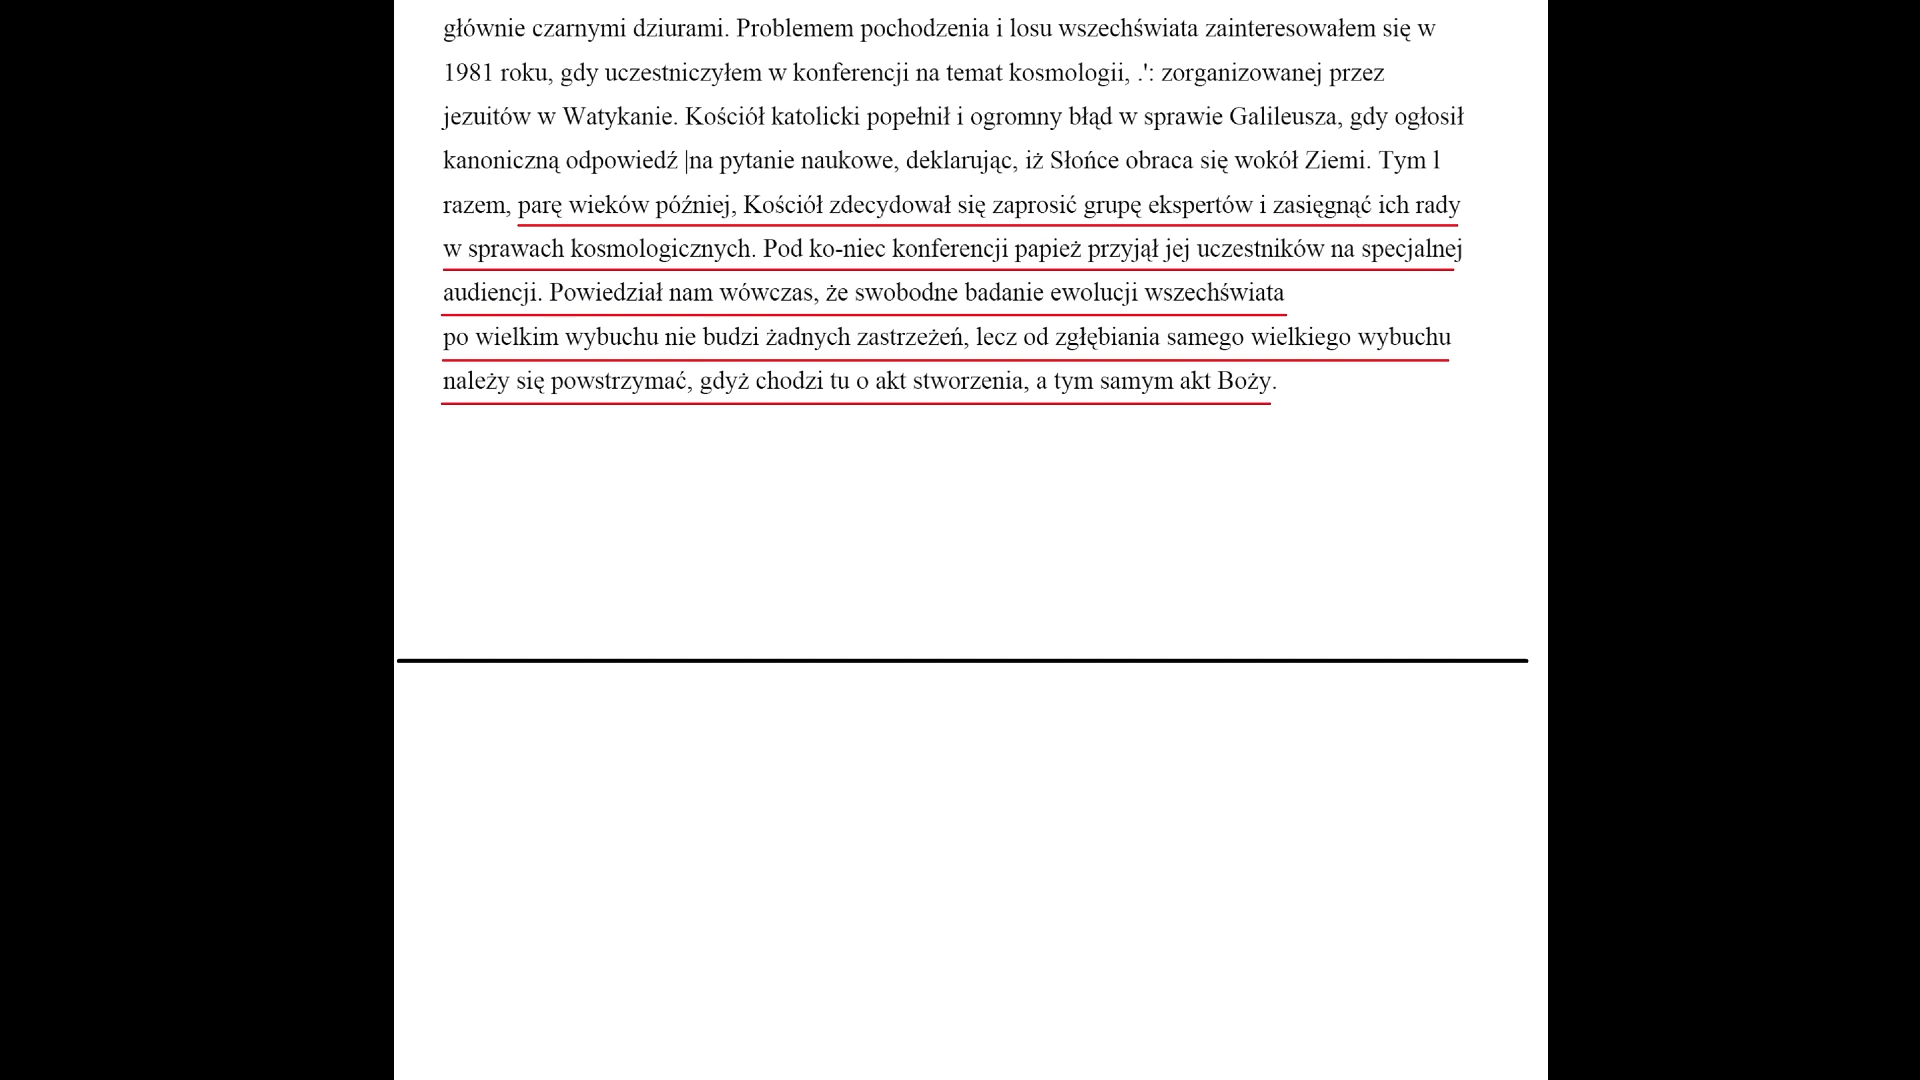 głównie czarnymi dziurami. Problemem pochodzenia i losu wszechświata zainteresowałem się w
1981 roku, gdy uczestniczyłem w konferencji na temat kosmologii, .': zorganizowanej przez
jezuitów w Watykanie. Kościół katolicki popełnił i ogromny błąd w sprawie Galileusza, gdy ogłosił
kanoniczną odpowiedź |na pytanie naukowe, deklarując, iż Słońce obraca się wokół Ziemi. Tym l
razem, parę wieków później, Kościół zdecydował się zaprosić grupę ekspertów i zasięgnąć ich rady
w sprawach kosmologicznych. Pod ko-niec konferencji papież przyjął jej uczestników na specjalnej
audiencji. Powiedział nam wówczas, że swobodne badanie ewolucji wszechświata
po wielkim wybuchu nie budzi żadnych zastrzeżeń, lecz od zgłębiania samego wielkiego wybuchu
należy się powstrzymać, gdyż chodzi tu o akt stworzenia, a tym samym akt Boży.